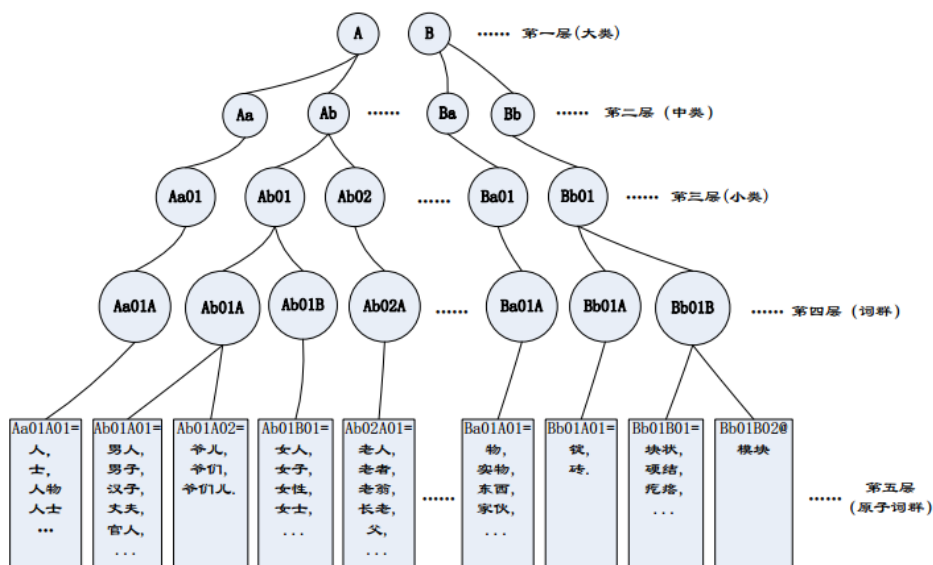 A B …… 第一层(大类)
Aa Ab …… Ba Bb …… 第二层 (中类)
Aa01 Ab01 Ab02 …… Ba01 Bb01 …… 第三层(小类)
Aa01A Ab01A Ab01B Ab02A …… Ba01A Bb01A Bb01B …… 第四层 (词群)
Aa01A01=
人,
士,
人物
人士
...
Ab01A01=
男人,
男子,
汉子,
丈夫,
官人,
...
Ab01A02=
爷儿,
爷们,
爷们儿.
Ab01B01=
女人,
女子,
女性,
女士,
...
Ab02A01=
老人,
老者,
老翁,
长老,
父,
...
……
Ba01A01=
物,
实物,
东西,
家伙,
...
Bb01A01=
锭,
砖.
Bb01B01=
块状,
硬结,
疙瘩,
...
Bb01B02@
模块
…… 第五层
(原子词群)